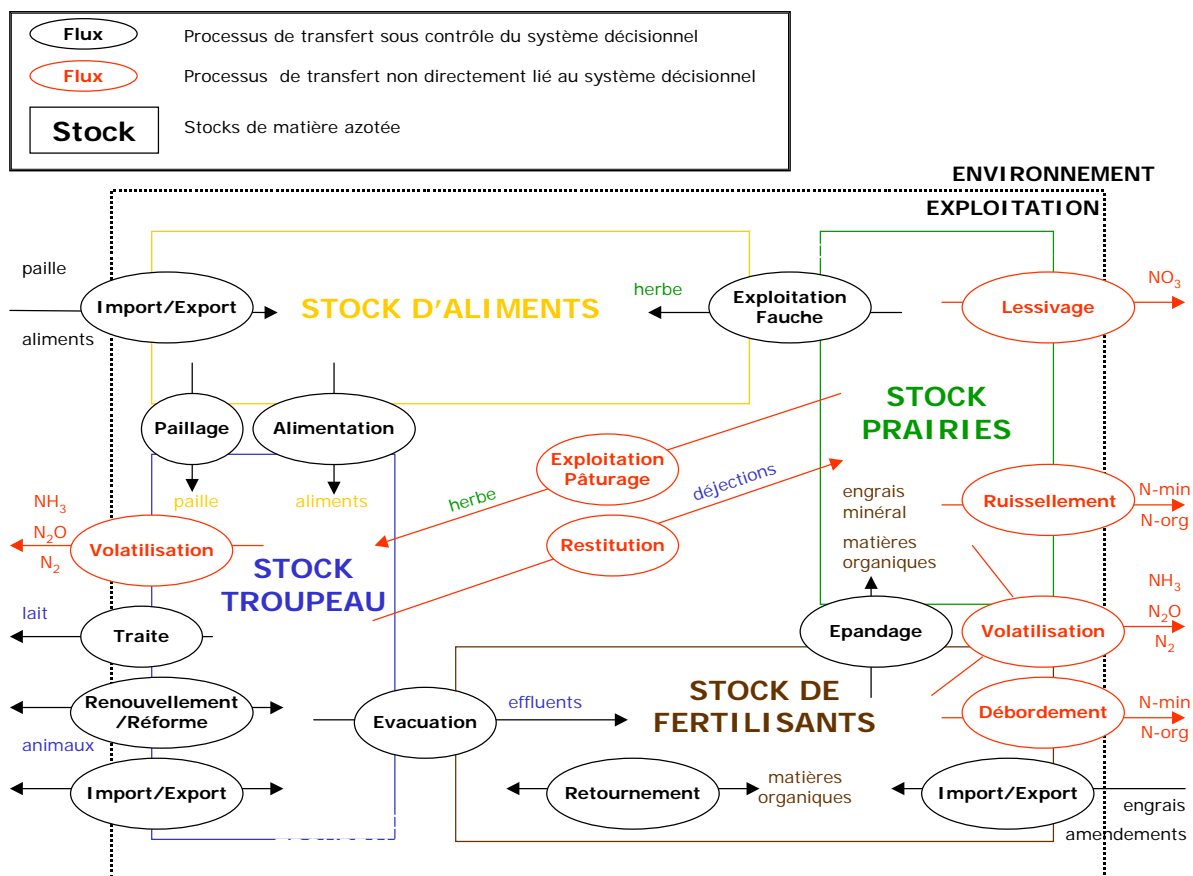 Flux
Processus de transfert sous contrôle du système décisionnel
Flux
Processus de transfert non directement lié au système décisionnel
Stock
Stocks de matière azotée
ENVIRONNEMENT
EXPLOITATION
paille
Import/Export
aliments
STOCK D'ALIMENTS
herbe
Exploitation
Fauche
Lessivage
NO3
Paillage
Alimentation
paille
aliments
STOCK
PRAIRIES
Exploitation
Pâturage
herbe
déjections
Restitution
engrais
minéral
matières
organiques
Ruissellement
N-min
N-org
NH3
N2O
N2
Volatilisation
STOCK
TROUPEAU
lait
Traite
Epandage
Volatilisation
NH3
N2O
N2
Renouvellement
/Réforme
animaux
Evacuation
effluents
STOCK DE
FERTILISANTS
Débordement
N-min
N-org
Import/Export
Retournement
matières
organiques
Import/Export
engrais
amendements